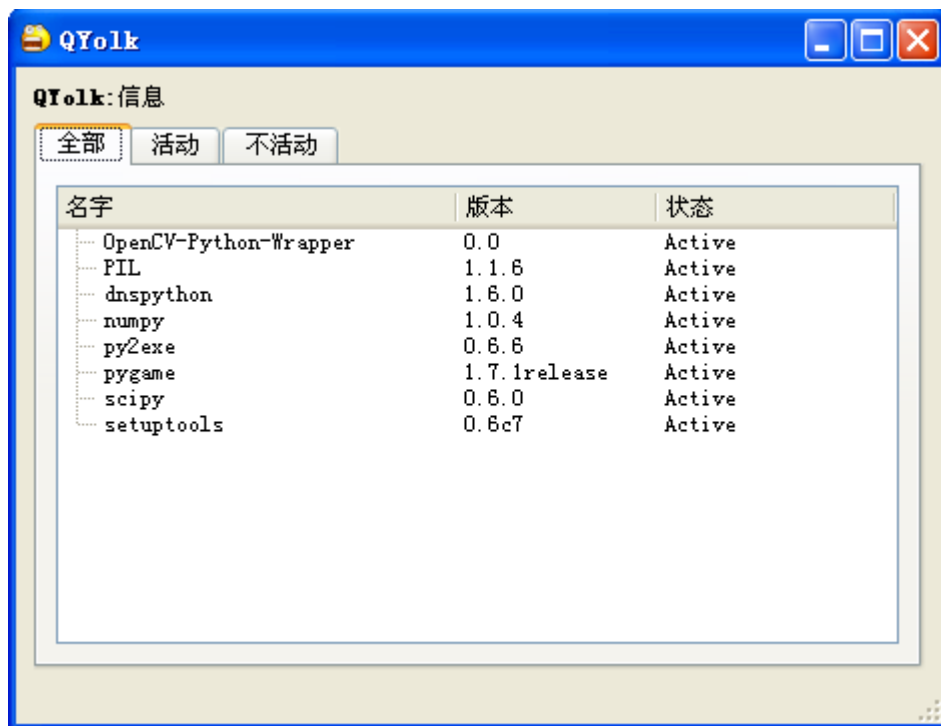 QYolk
QYolk:信息
全部 活动 不活动
名字 版本 状态
OpenCV-Python-Wrapper 0.0 Active
PIL 1.1.6 Active
dnspython 1.6.0 Active
numpy 1.0.4 Active
py2exe 0.6.6 Active
pygame 1.7.1release Active
scipy 0.6.0 Active
setuptools 0.6c7 Active